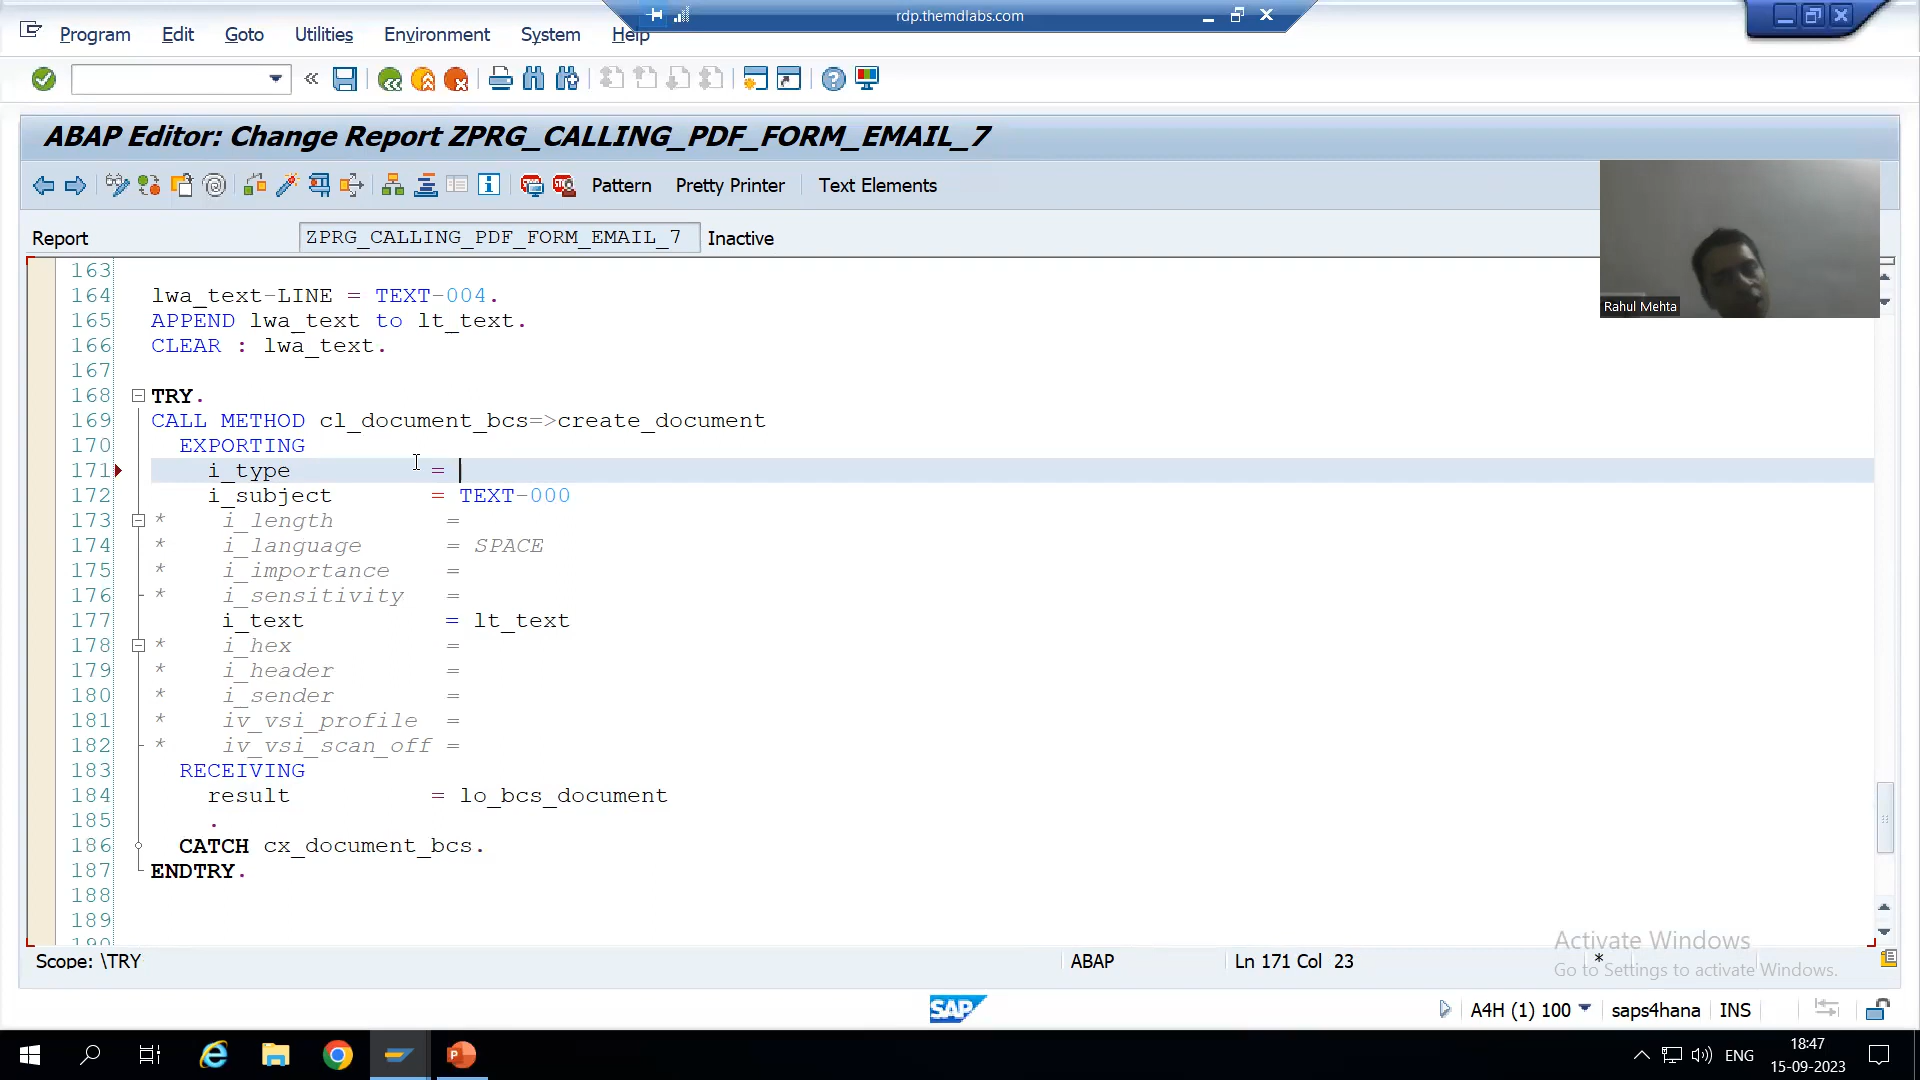 rdp.themdlabs.com
Program Edit Goto Utilities Environment System Help
ABAP Editor: Change Report ZPRG_CALLING_PDF_FORM_EMAIL_7
Pattern Pretty Printer Text Elements
Report ZPRG_CALLING_PDF_FORM_EMAIL_7 Inactive
Rahul Mehta
163
164 lwa_text-LINE = TEXT-004.
165 APPEND lwa_text to lt_text.
166 CLEAR : lwa_text.
167
168 TRY.
169 CALL METHOD cl_document_bcs=>create_document
170 EXPORTING
171 i_type =
172 i_subject = TEXT-000
173 * i_length =
174 * i_language = SPACE
175 * i_importance =
176 * i_sensitivity =
177 i_text = lt_text
178 * i_hex =
179 * i_header =
180 * i_sender =
181 * iv_vsi_profile =
182 * iv_vsi_scan_off =
183 RECEIVING
184 result = lo_bcs_document
185 .
186 CATCH cx_document_bcs.
187 ENDTRY.
188
189
190
Activate Windows
Go to Settings to activate Windows.
Scope: \TRY ABAP Ln 171 Col 23 *
SAP A4H (1) 100 saps4hana INS
ENG 18:47
15-09-2023